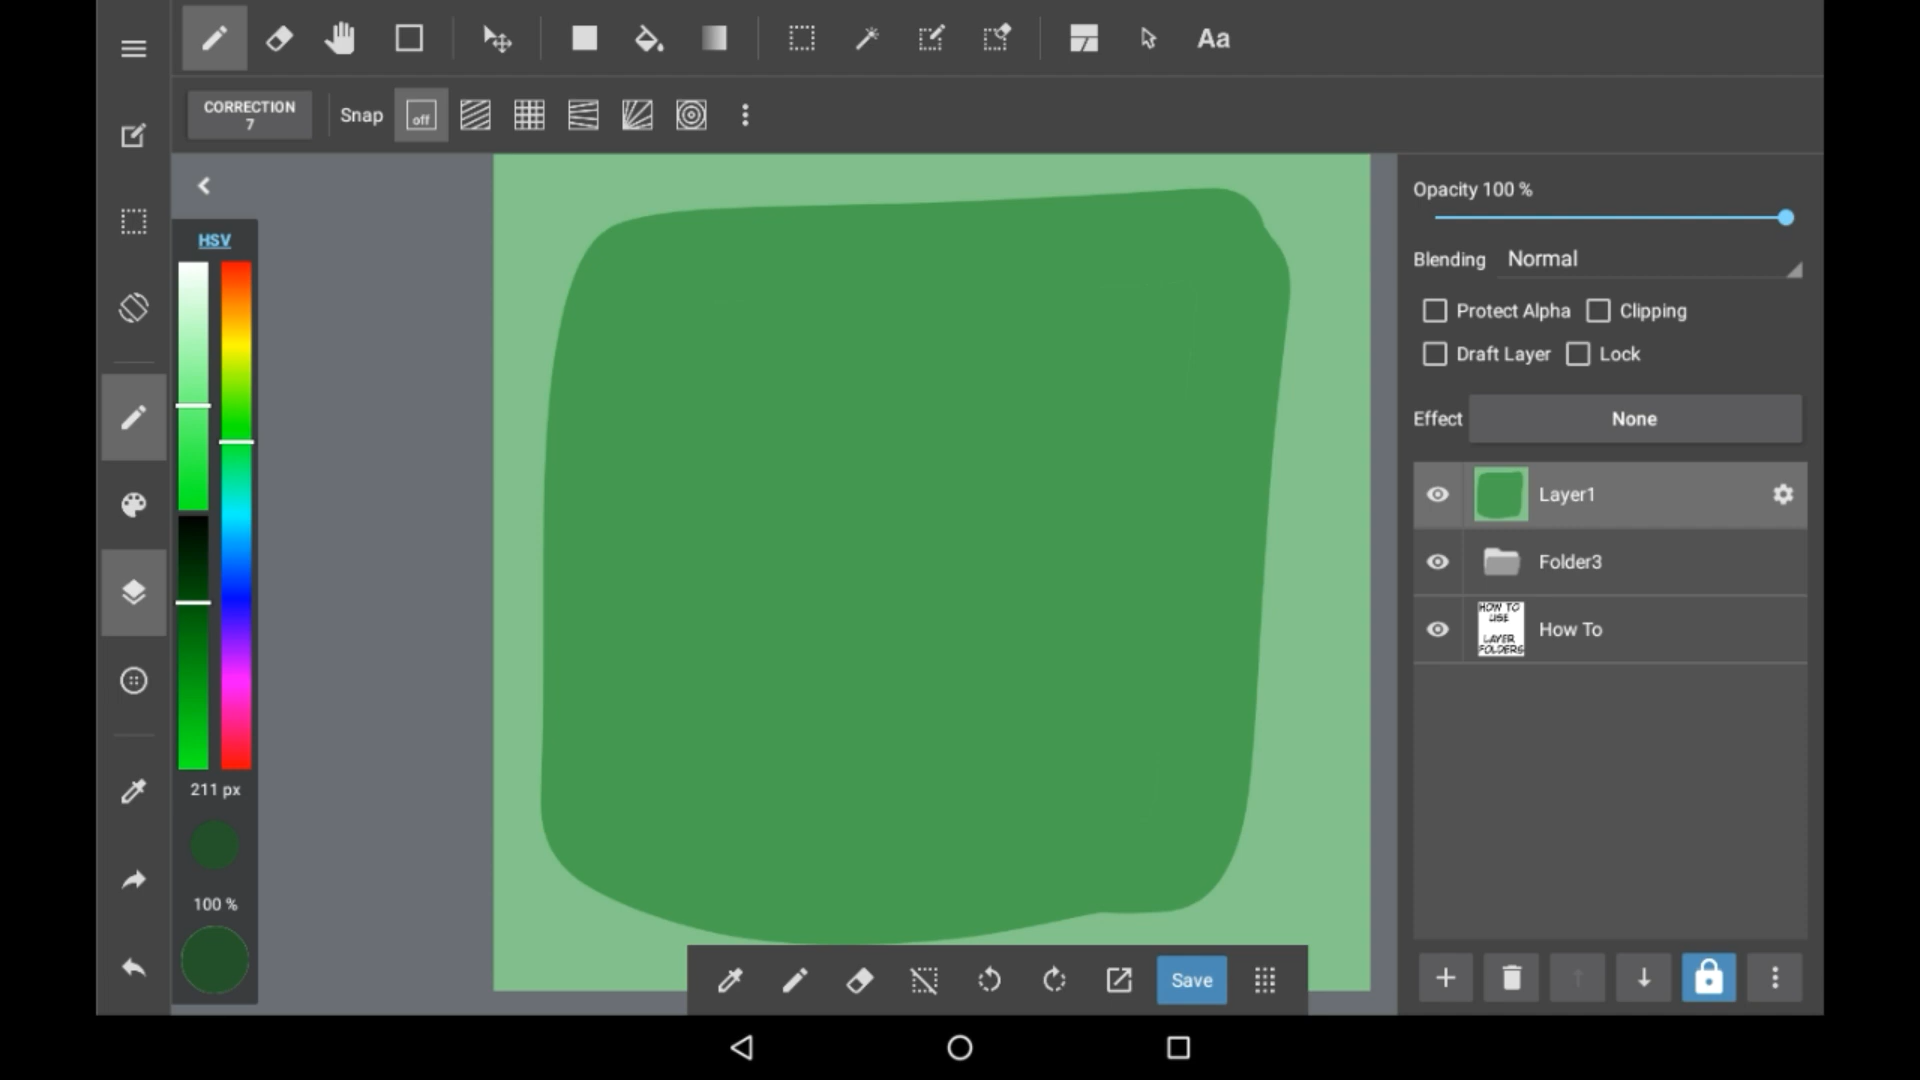 Aa
CORRECTION
7
Snap
off
HSV
211 px
100 %
Opacity 100 %
Blending Normal
Protect Alpha Clipping
Draft Layer Lock
Effect None
Layer1
Folder3
HOW TO
USE
LAYER
FOLDERS
How To
Save